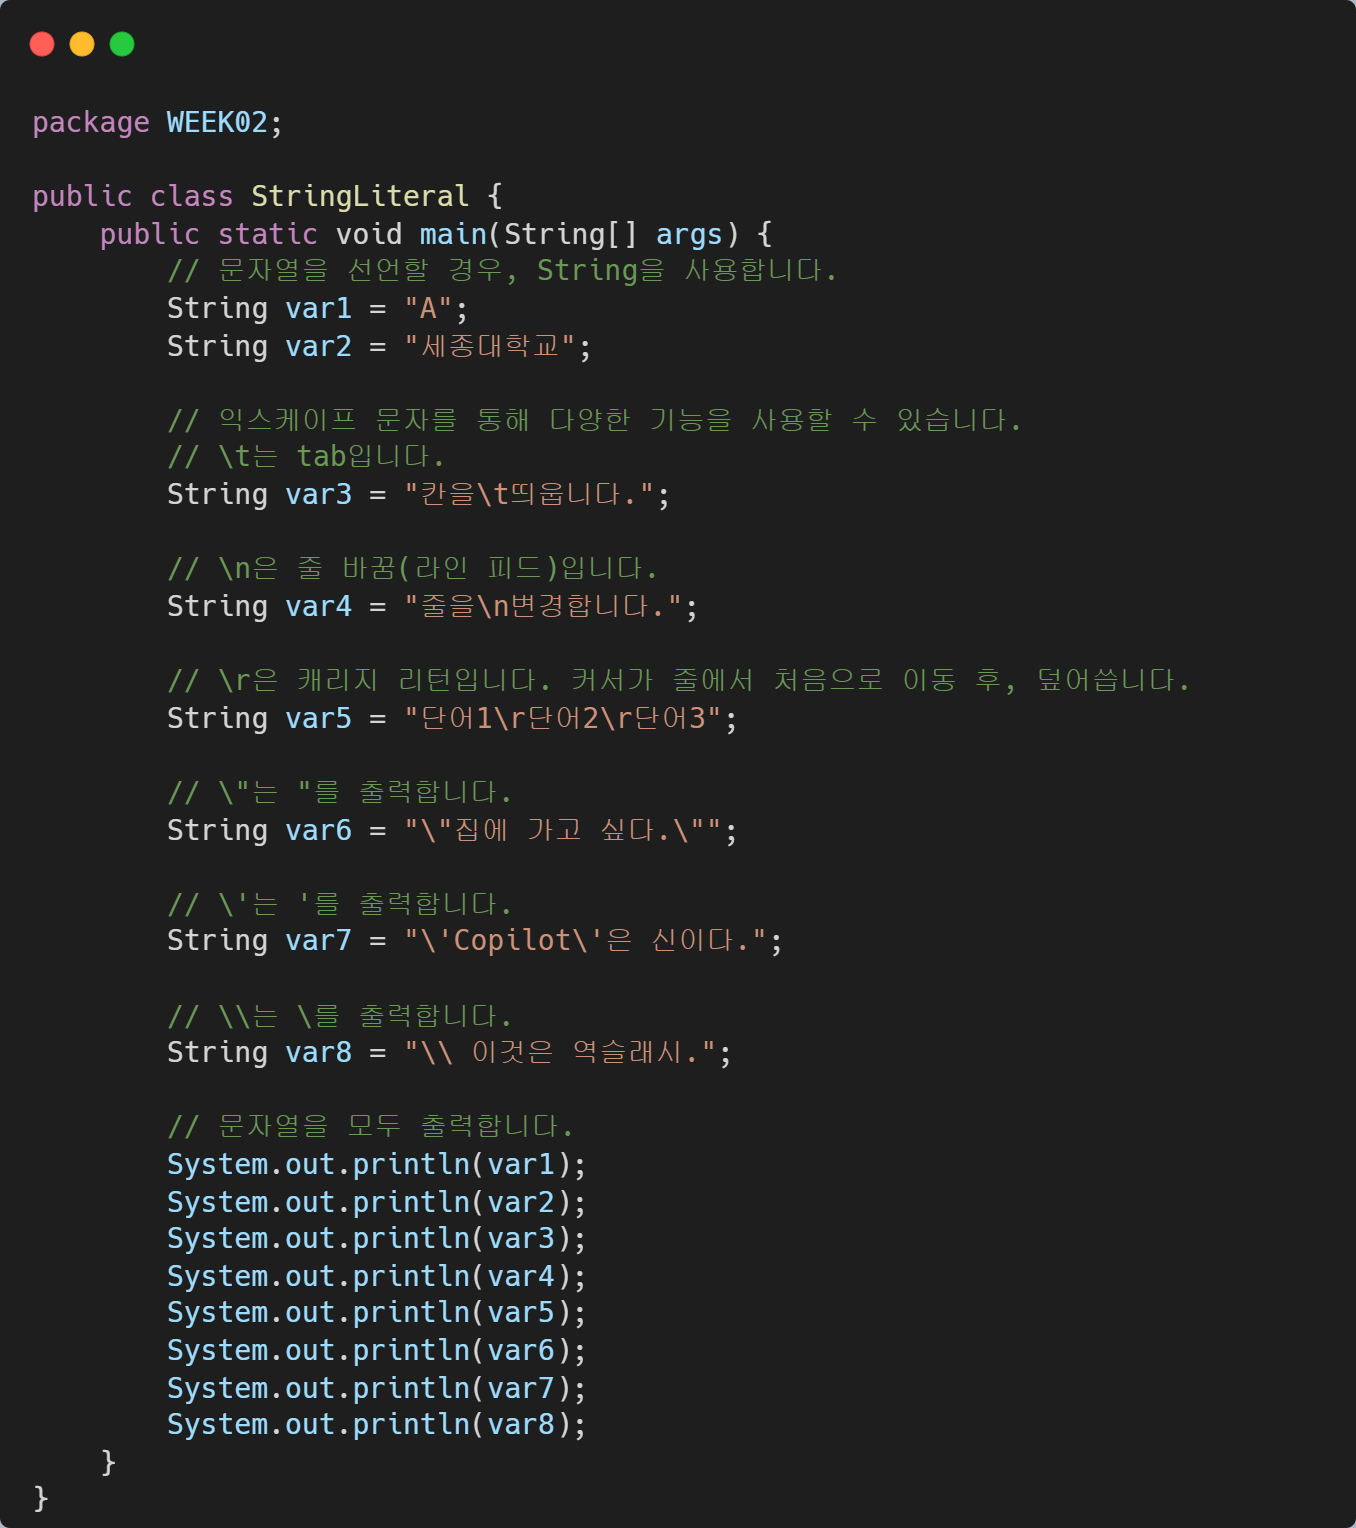 package WEEK02;

public class StringLiteral {
    public static void main(String[] args) {
        // 문자열을 선언할 경우, String을 사용합니다.
        String var1 = "A";
        String var2 = "세종대학교";

        // 익스케이프 문자를 통해 다양한 기능을 사용할 수 있습니다.
        // \t는 tab입니다.
        String var3 = "칸을\t띄웁니다.";

        // \n은 줄 바꿈(라인 피드)입니다.
        String var4 = "줄을\n변경합니다.";

        // \r은 캐리지 리턴입니다. 커서가 줄에서 처음으로 이동 후, 덮어씁니다.
        String var5 = "단어1\r단어2\r단어3";

        // \"는 "를 출력합니다.
        String var6 = "\"집에 가고 싶다.\"";

        // \'는 '를 출력합니다.
        String var7 = "\'Copilot\'은 신이다.";

        // \\는 \를 출력합니다.
        String var8 = "\\ 이것은 역슬래시.";

        // 문자열을 모두 출력합니다.
        System.out.println(var1);
        System.out.println(var2);
        System.out.println(var3);
        System.out.println(var4);
        System.out.println(var5);
        System.out.println(var6);
        System.out.println(var7);
        System.out.println(var8);
    }
}